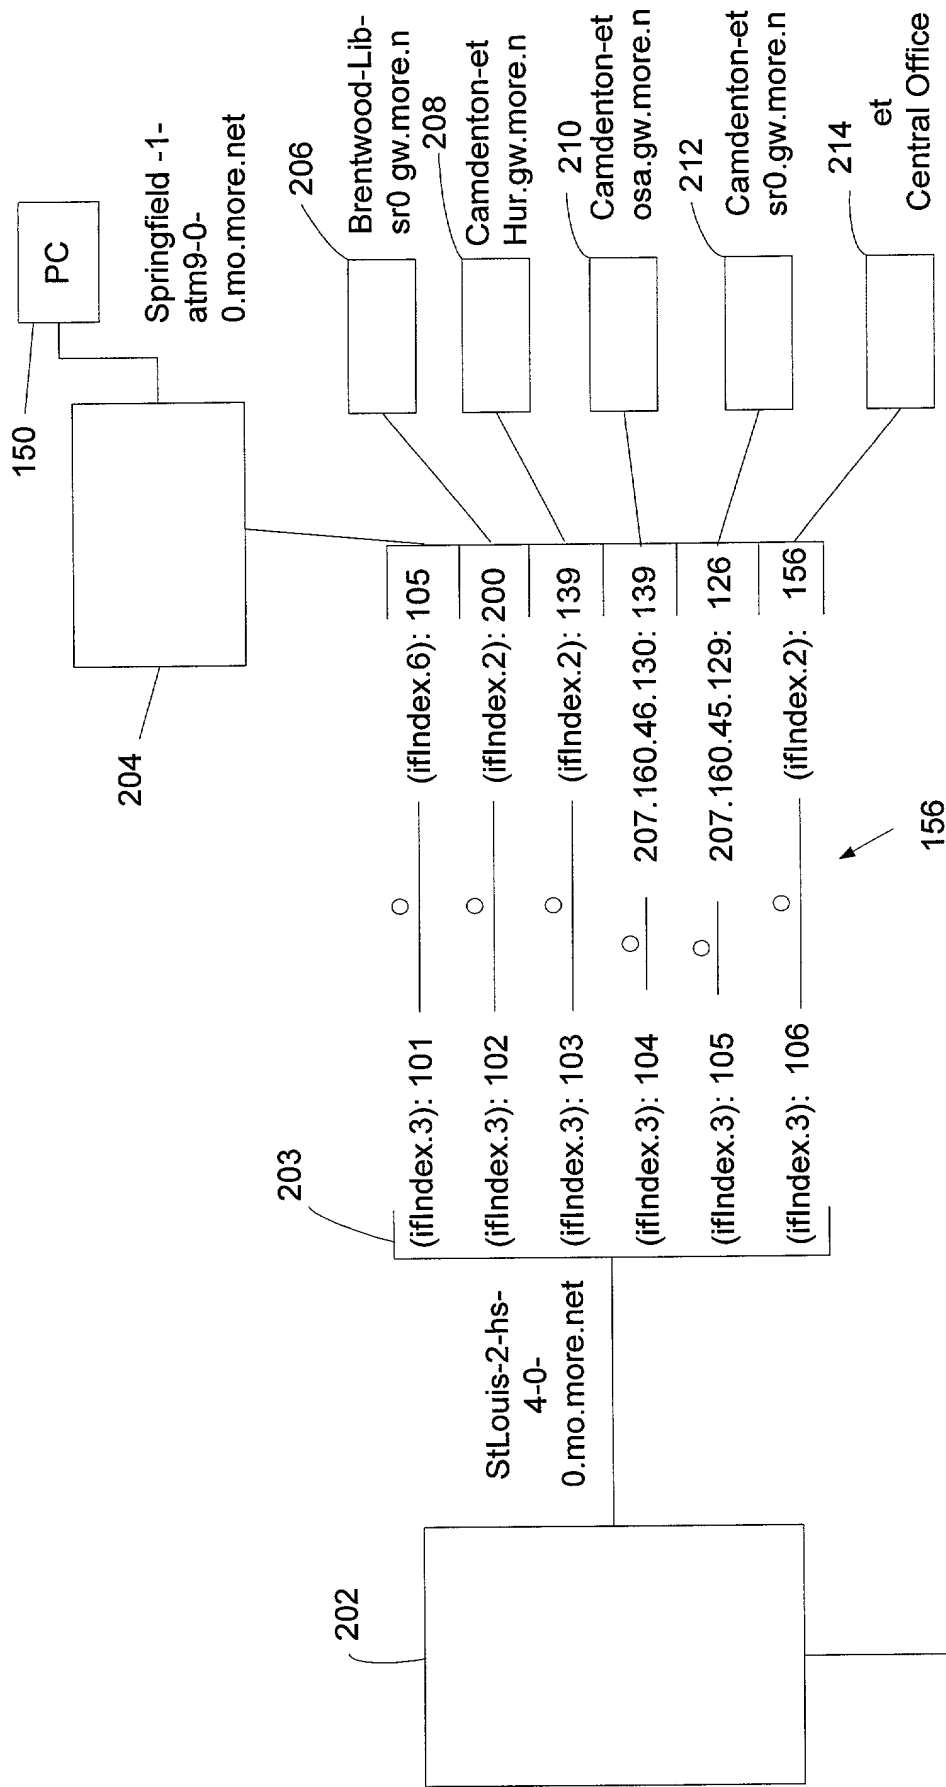 150
PC
Springfield -1-
atm9-0-
0.mo.more.net
204
206
Brentwood-Lib-
sr0 gw.more.n
208
Camdenton-et
Hur.gw.more.n
210
Camdenton-et
osa.gw.more.n
212
Camdenton-et
sr0.gw.more.n
214
et
Central Office
202
StLouis-2-hs-
4-0-
0.mo.more.net
203
(ifIndex.3): 101 (ifIndex.6): 105
(ifIndex.3): 102 (ifIndex.2): 200
(ifIndex.3): 103 (ifIndex.2): 139
(ifIndex.3): 104 207.160.46.130: 139
(ifIndex.3): 105 207.160.45.129: 126
(ifIndex.3): 106 (ifIndex.2): 156
156